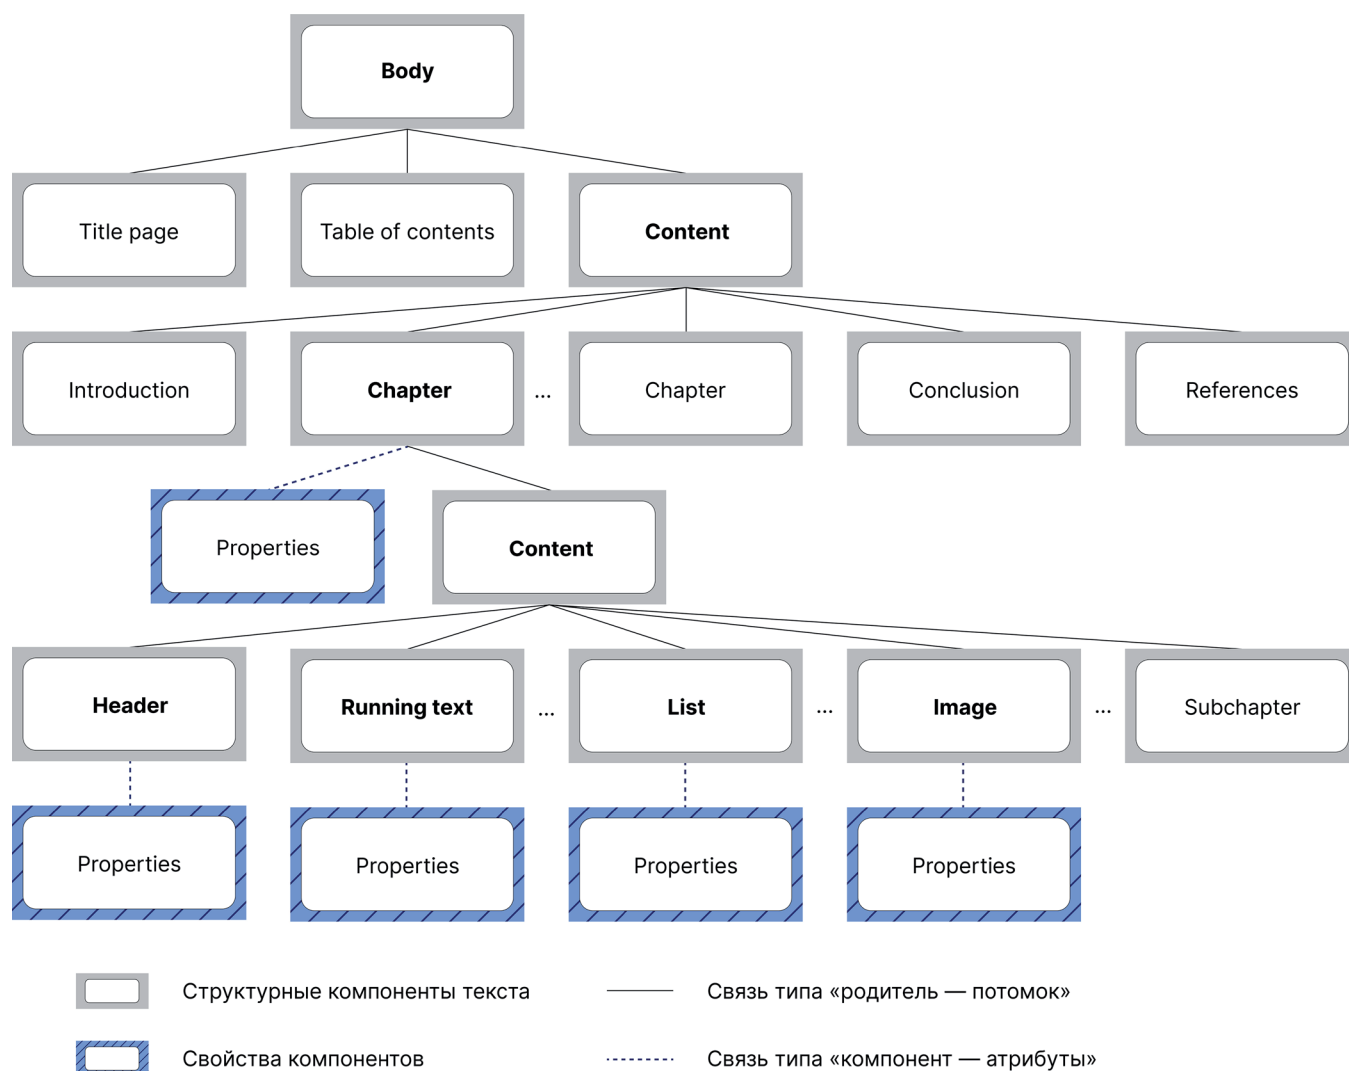 Body
Title page
Table of contents
Content
Introduction
Chapter
...
Chapter
Conclusion
References
Properties
Content
Header
Running text
...
List
...
Image
...
Subchapter
Properties
Properties
Properties
Properties
Структурные компоненты текста
Связь типа «родитель — потомок»
Свойства компонентов
Связь типа «компонент — атрибуты»